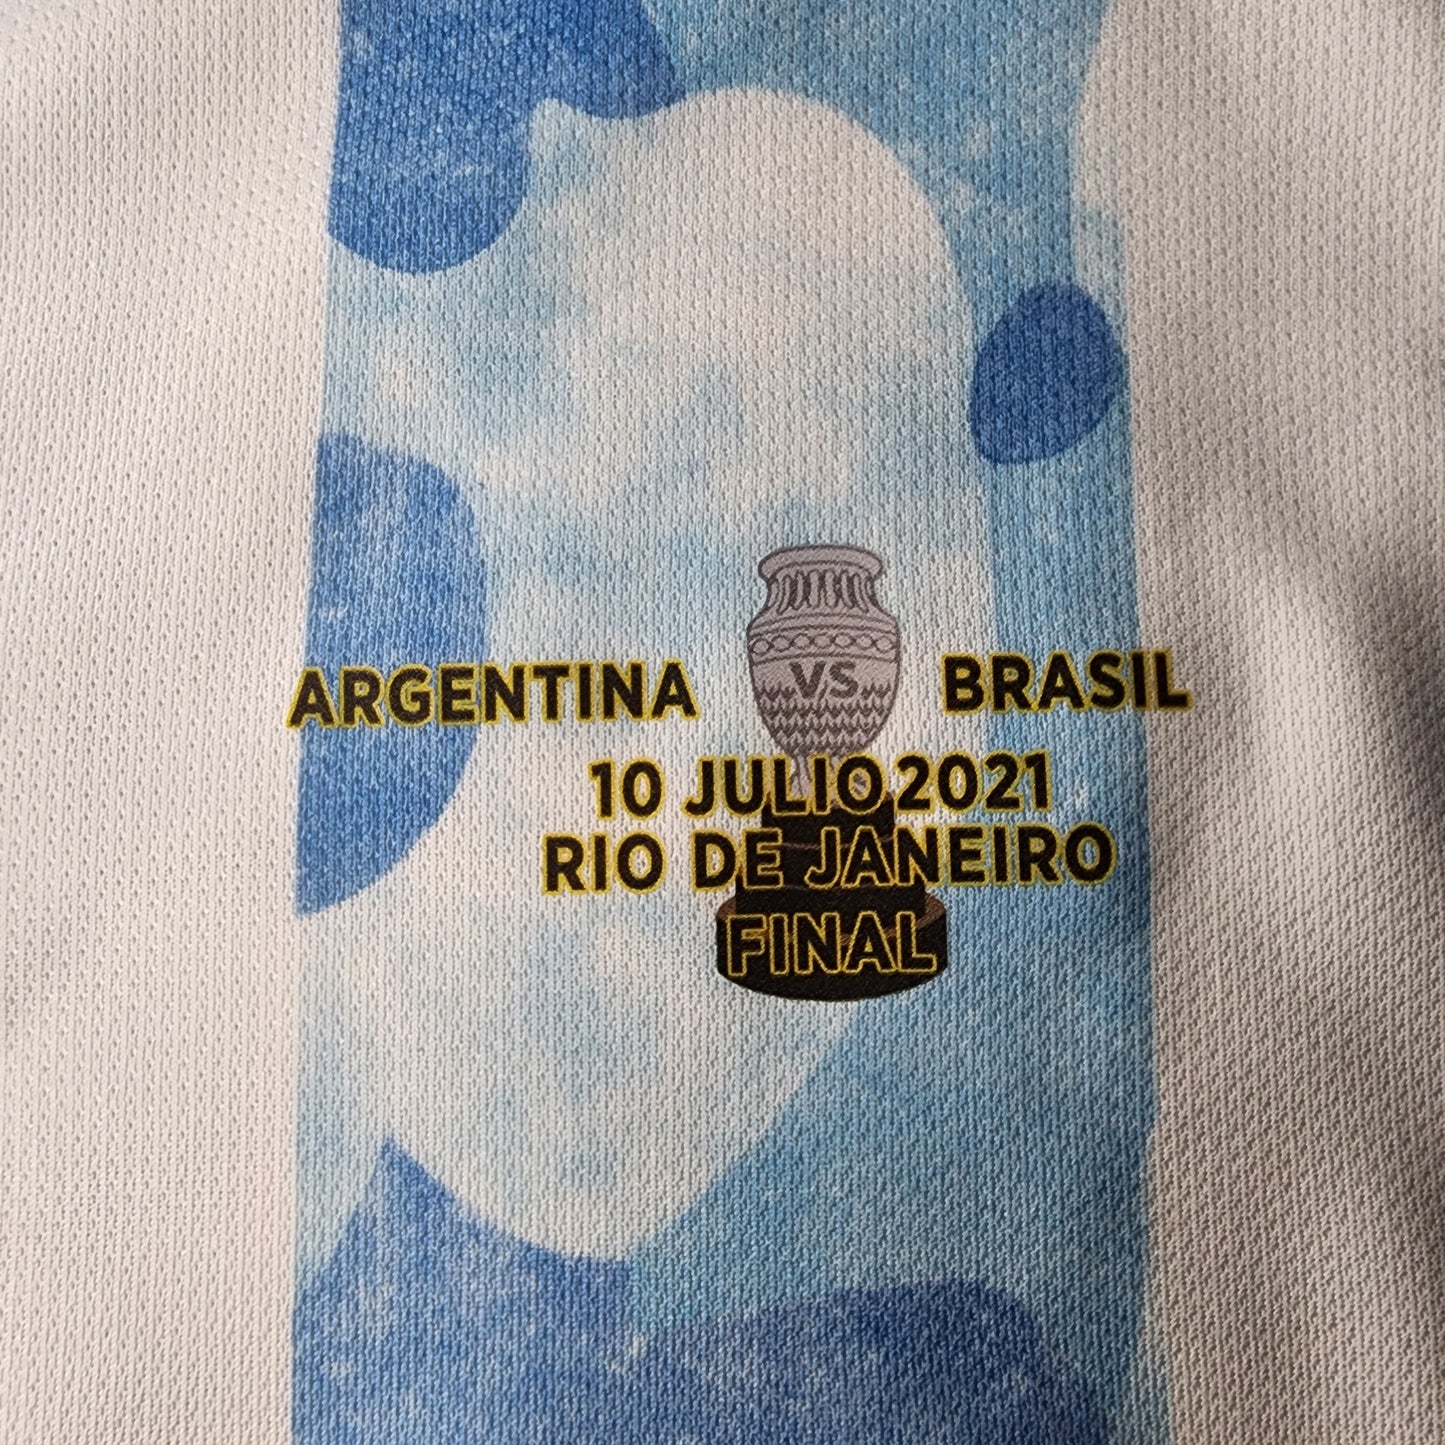 ARGENTINA VS BRASIL
10 JULIO 2021
RIO DE JANEIRO
FINAL